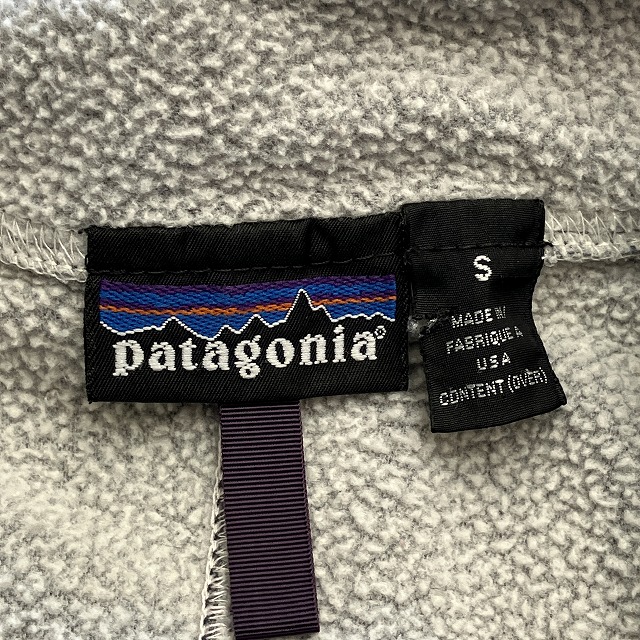 patagonia®
S
MADE IN
FABRIQUE A
USA
CONTENT (OVER)